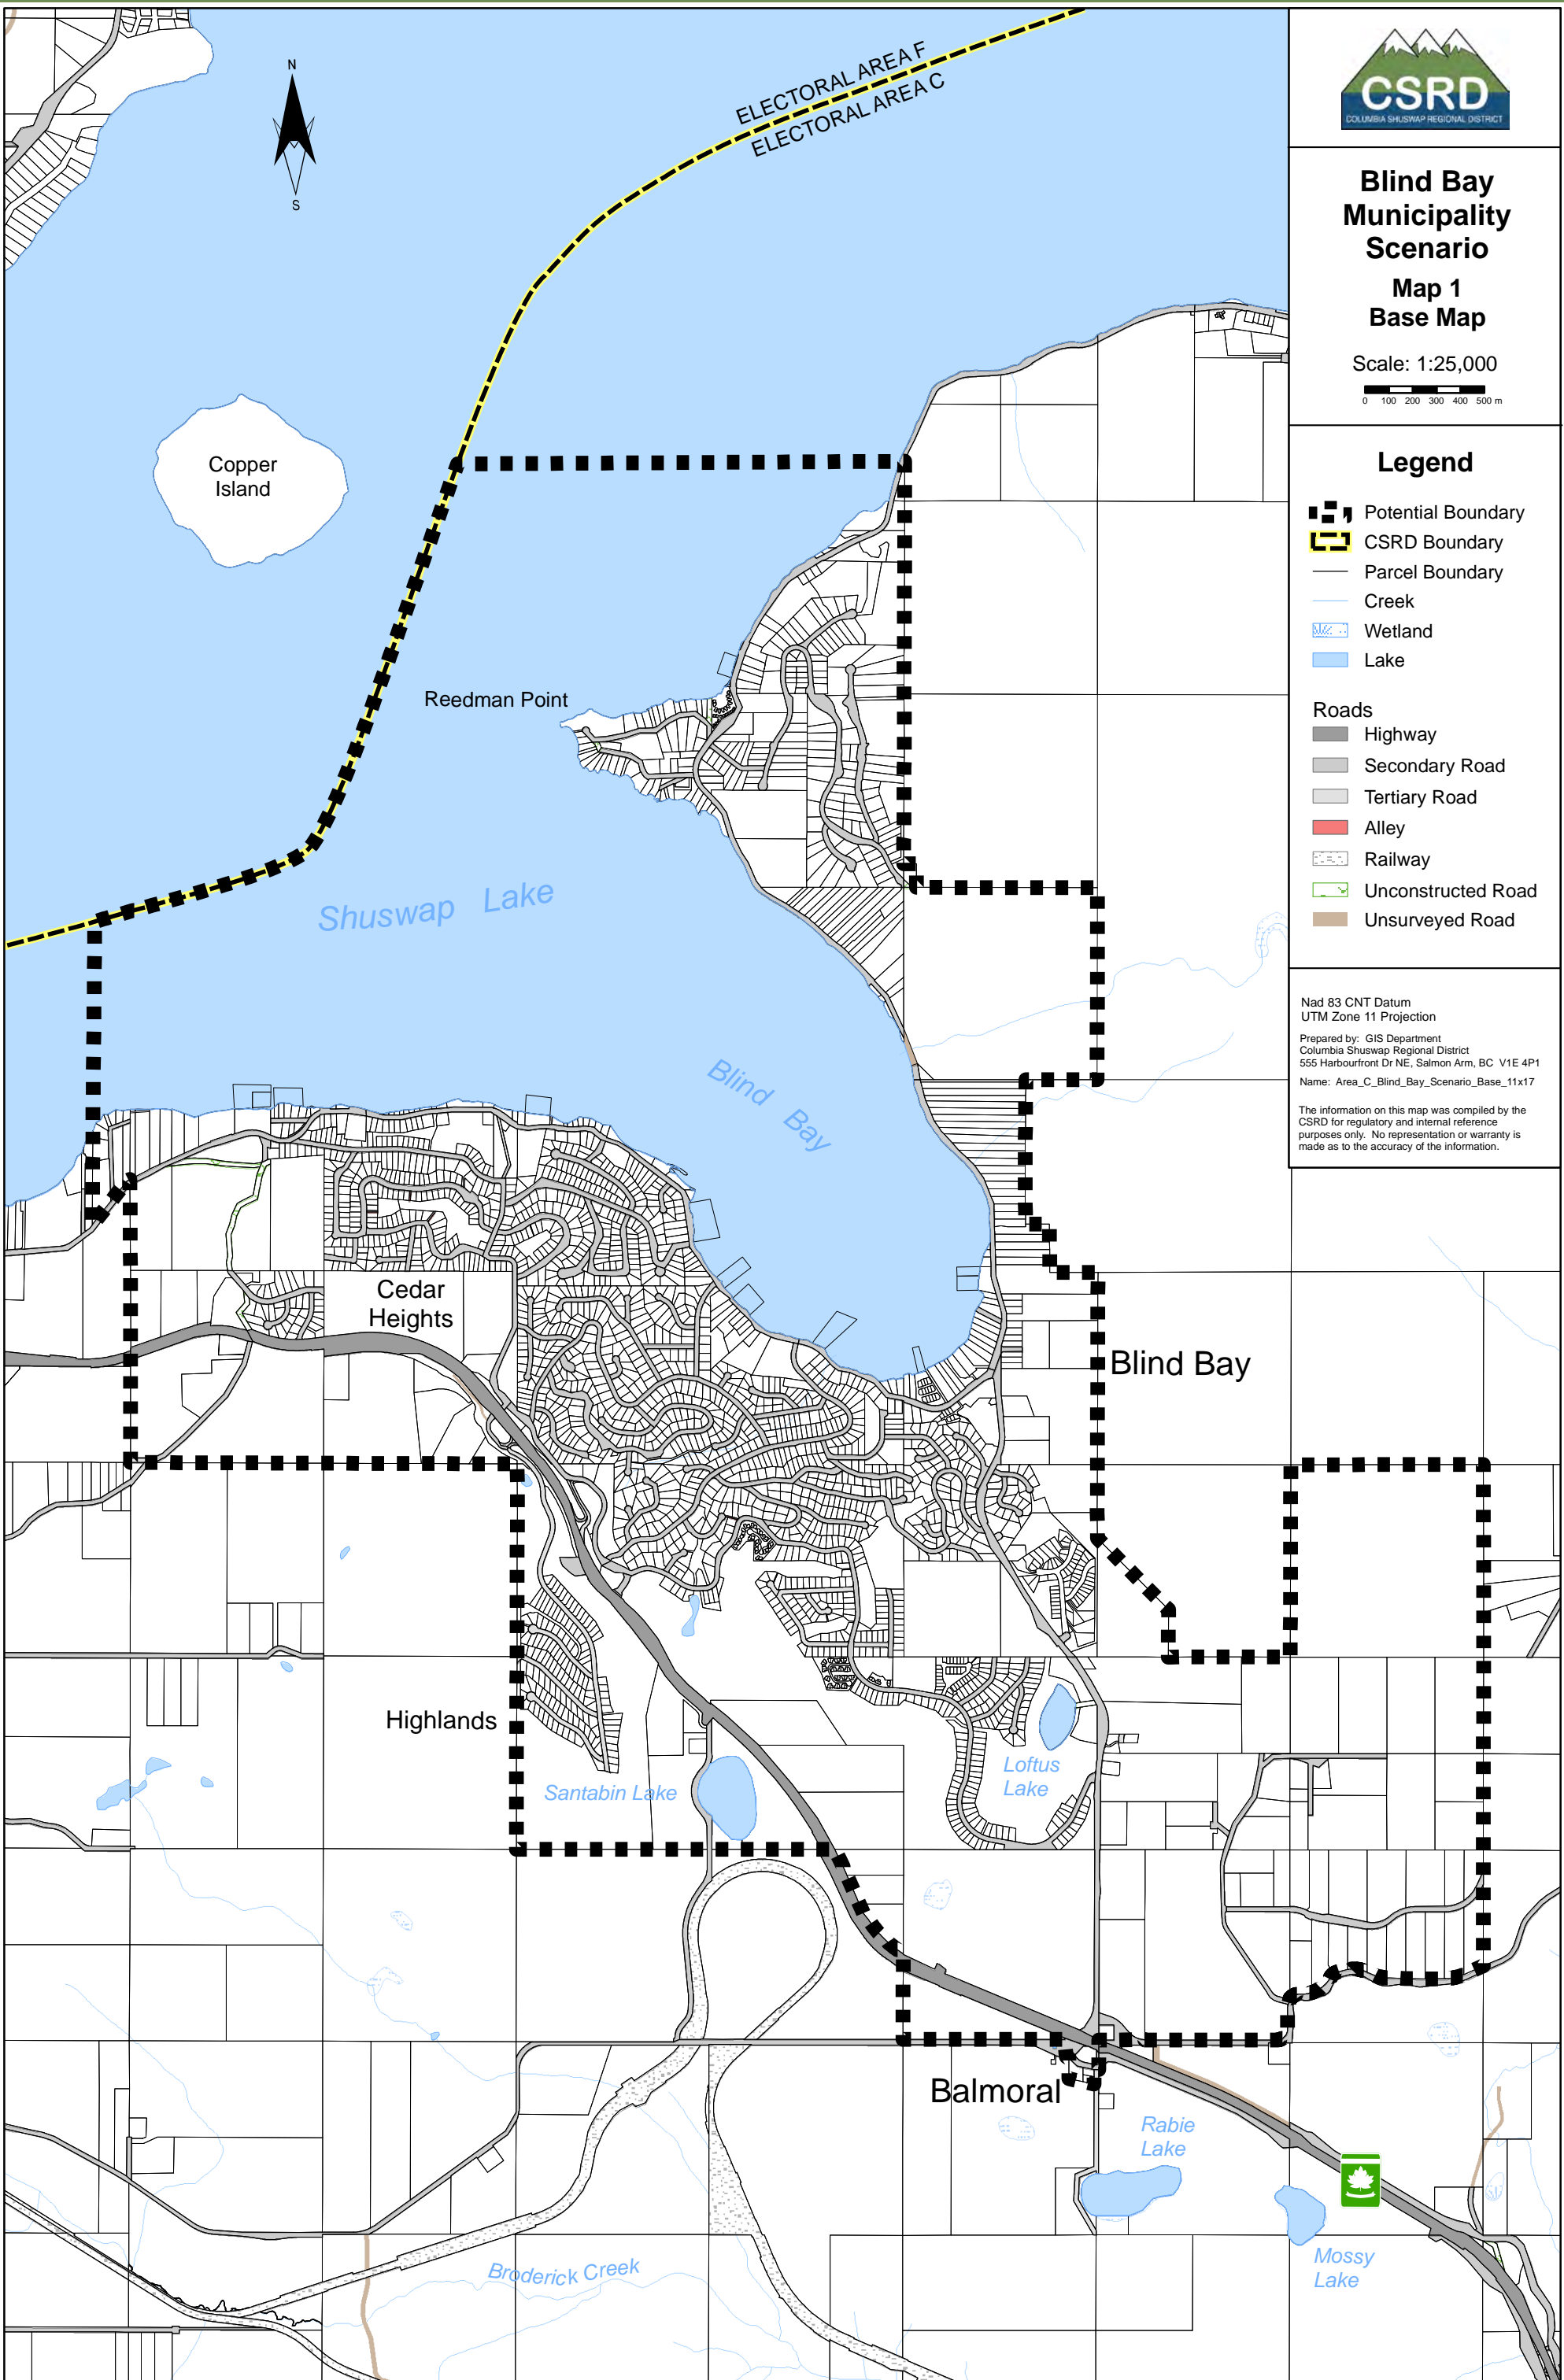 CSRD
COLUMBIA SHUSWAP REGIONAL DISTRICT
Blind Bay
Municipality
Scenario
Map 1
Base Map
Scale: 1:25,000
0 100 200 300 400 500 m
Legend
Potential Boundary
CSRD Boundary
Parcel Boundary
Creek
Wetland
Lake
Roads
Highway
Secondary Road
Tertiary Road
Alley
Railway
Unconstructed Road
Unsurveyed Road
Nad 83 CNT Datum
UTM Zone 11 Projection
Prepared by: GIS Department
Columbia Shuswap Regional District
555 Harbourfront Dr NE, Salmon Arm, BC V1E 4P1
Name: Area_C_Blind_Bay_Scenario_Base_11x17
The information on this map was compiled by the
CSRD for regulatory and internal reference
purposes only. No representation or warranty is
made as to the accuracy of the information.
N
S
ELECTORAL AREA F
ELECTORAL AREA C
Copper
Island
Reedman Point
Shuswap Lake
Blind Bay
Cedar
Heights
Blind Bay
Highlands
Santabin Lake
Loftus
Lake
Balmoral
Rabie
Lake
Mossy
Lake
Broderick Creek